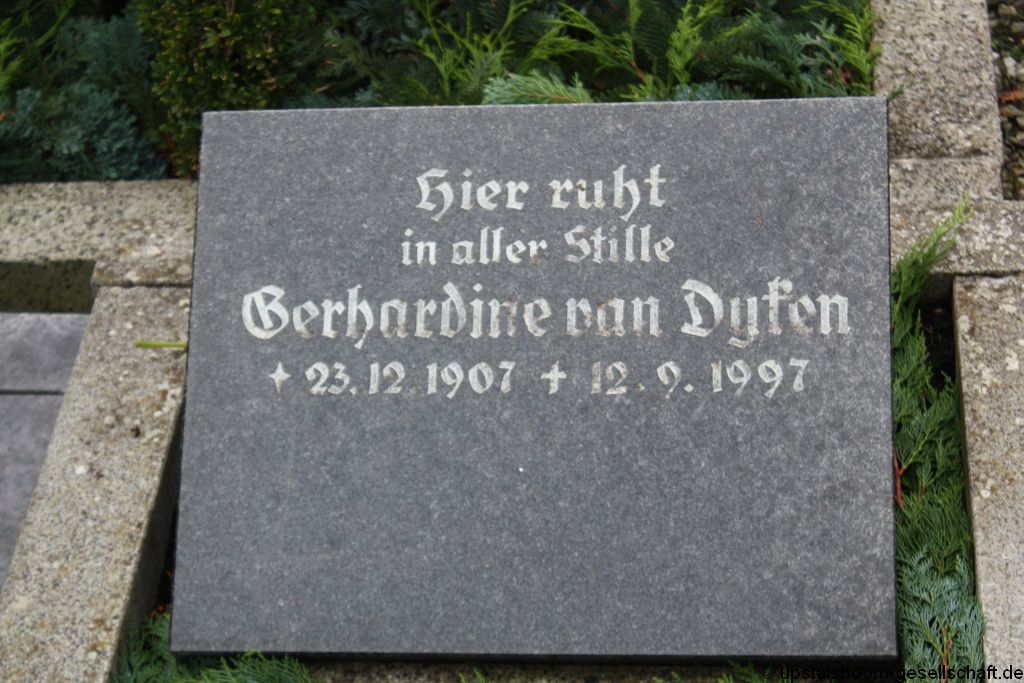 Hier ruht
in aller Stille
Gerhardine van Dyken
✦ 23. 12. 1907 ✝ 12. 9. 1997
© upstalsboom-gesellschaft.de